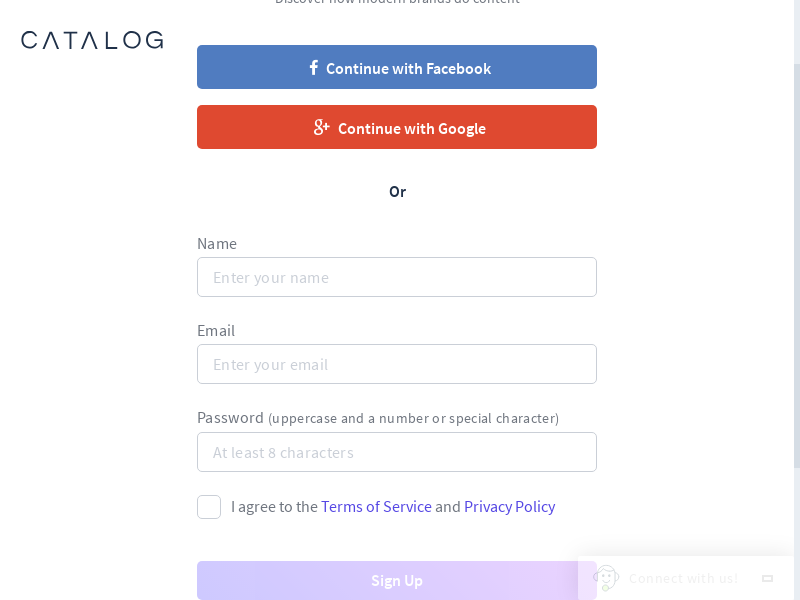 Discover how modern brands do content
CATALOG
Continue with Facebook
Continue with Google
Or
Name
Enter your name
Email
Enter your email
Password (uppercase and a number or special character)
At least 8 characters
I agree to the Terms of Service and Privacy Policy
Sign Up
Connect with us!